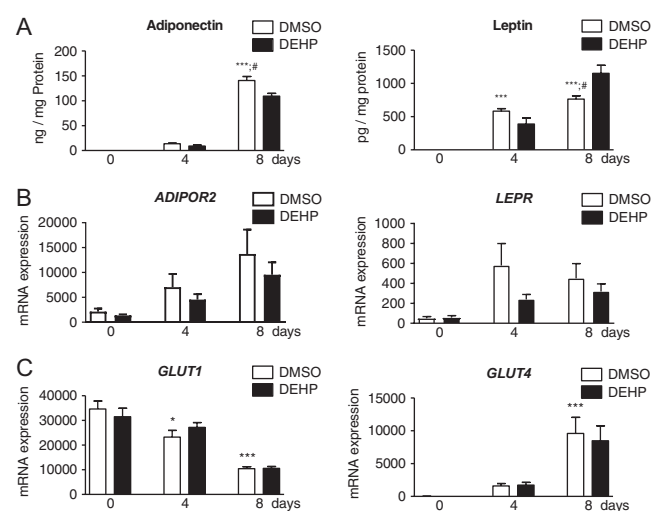 A
Adiponectin
DMSO
DEHP
ng / mg Protein
200
150
100
50
0
***;#
0 4 8 days
Leptin
DMSO
DEHP
pg / mg protein
1500
1000
500
0
***
***;#
0 4 8 days
B
ADIPOR2
DMSO
DEHP
mRNA expression
20000
15000
10000
5000
0
0 4 8 days
LEPR
DMSO
DEHP
mRNA expression
1000
800
600
400
200
0
0 4 8 days
C
GLUT1
DMSO
DEHP
mRNA expression
40000
30000
20000
10000
0
*
***
0 4 8 days
GLUT4
DMSO
DEHP
mRNA expression
15000
10000
5000
0
***
0 4 8 days